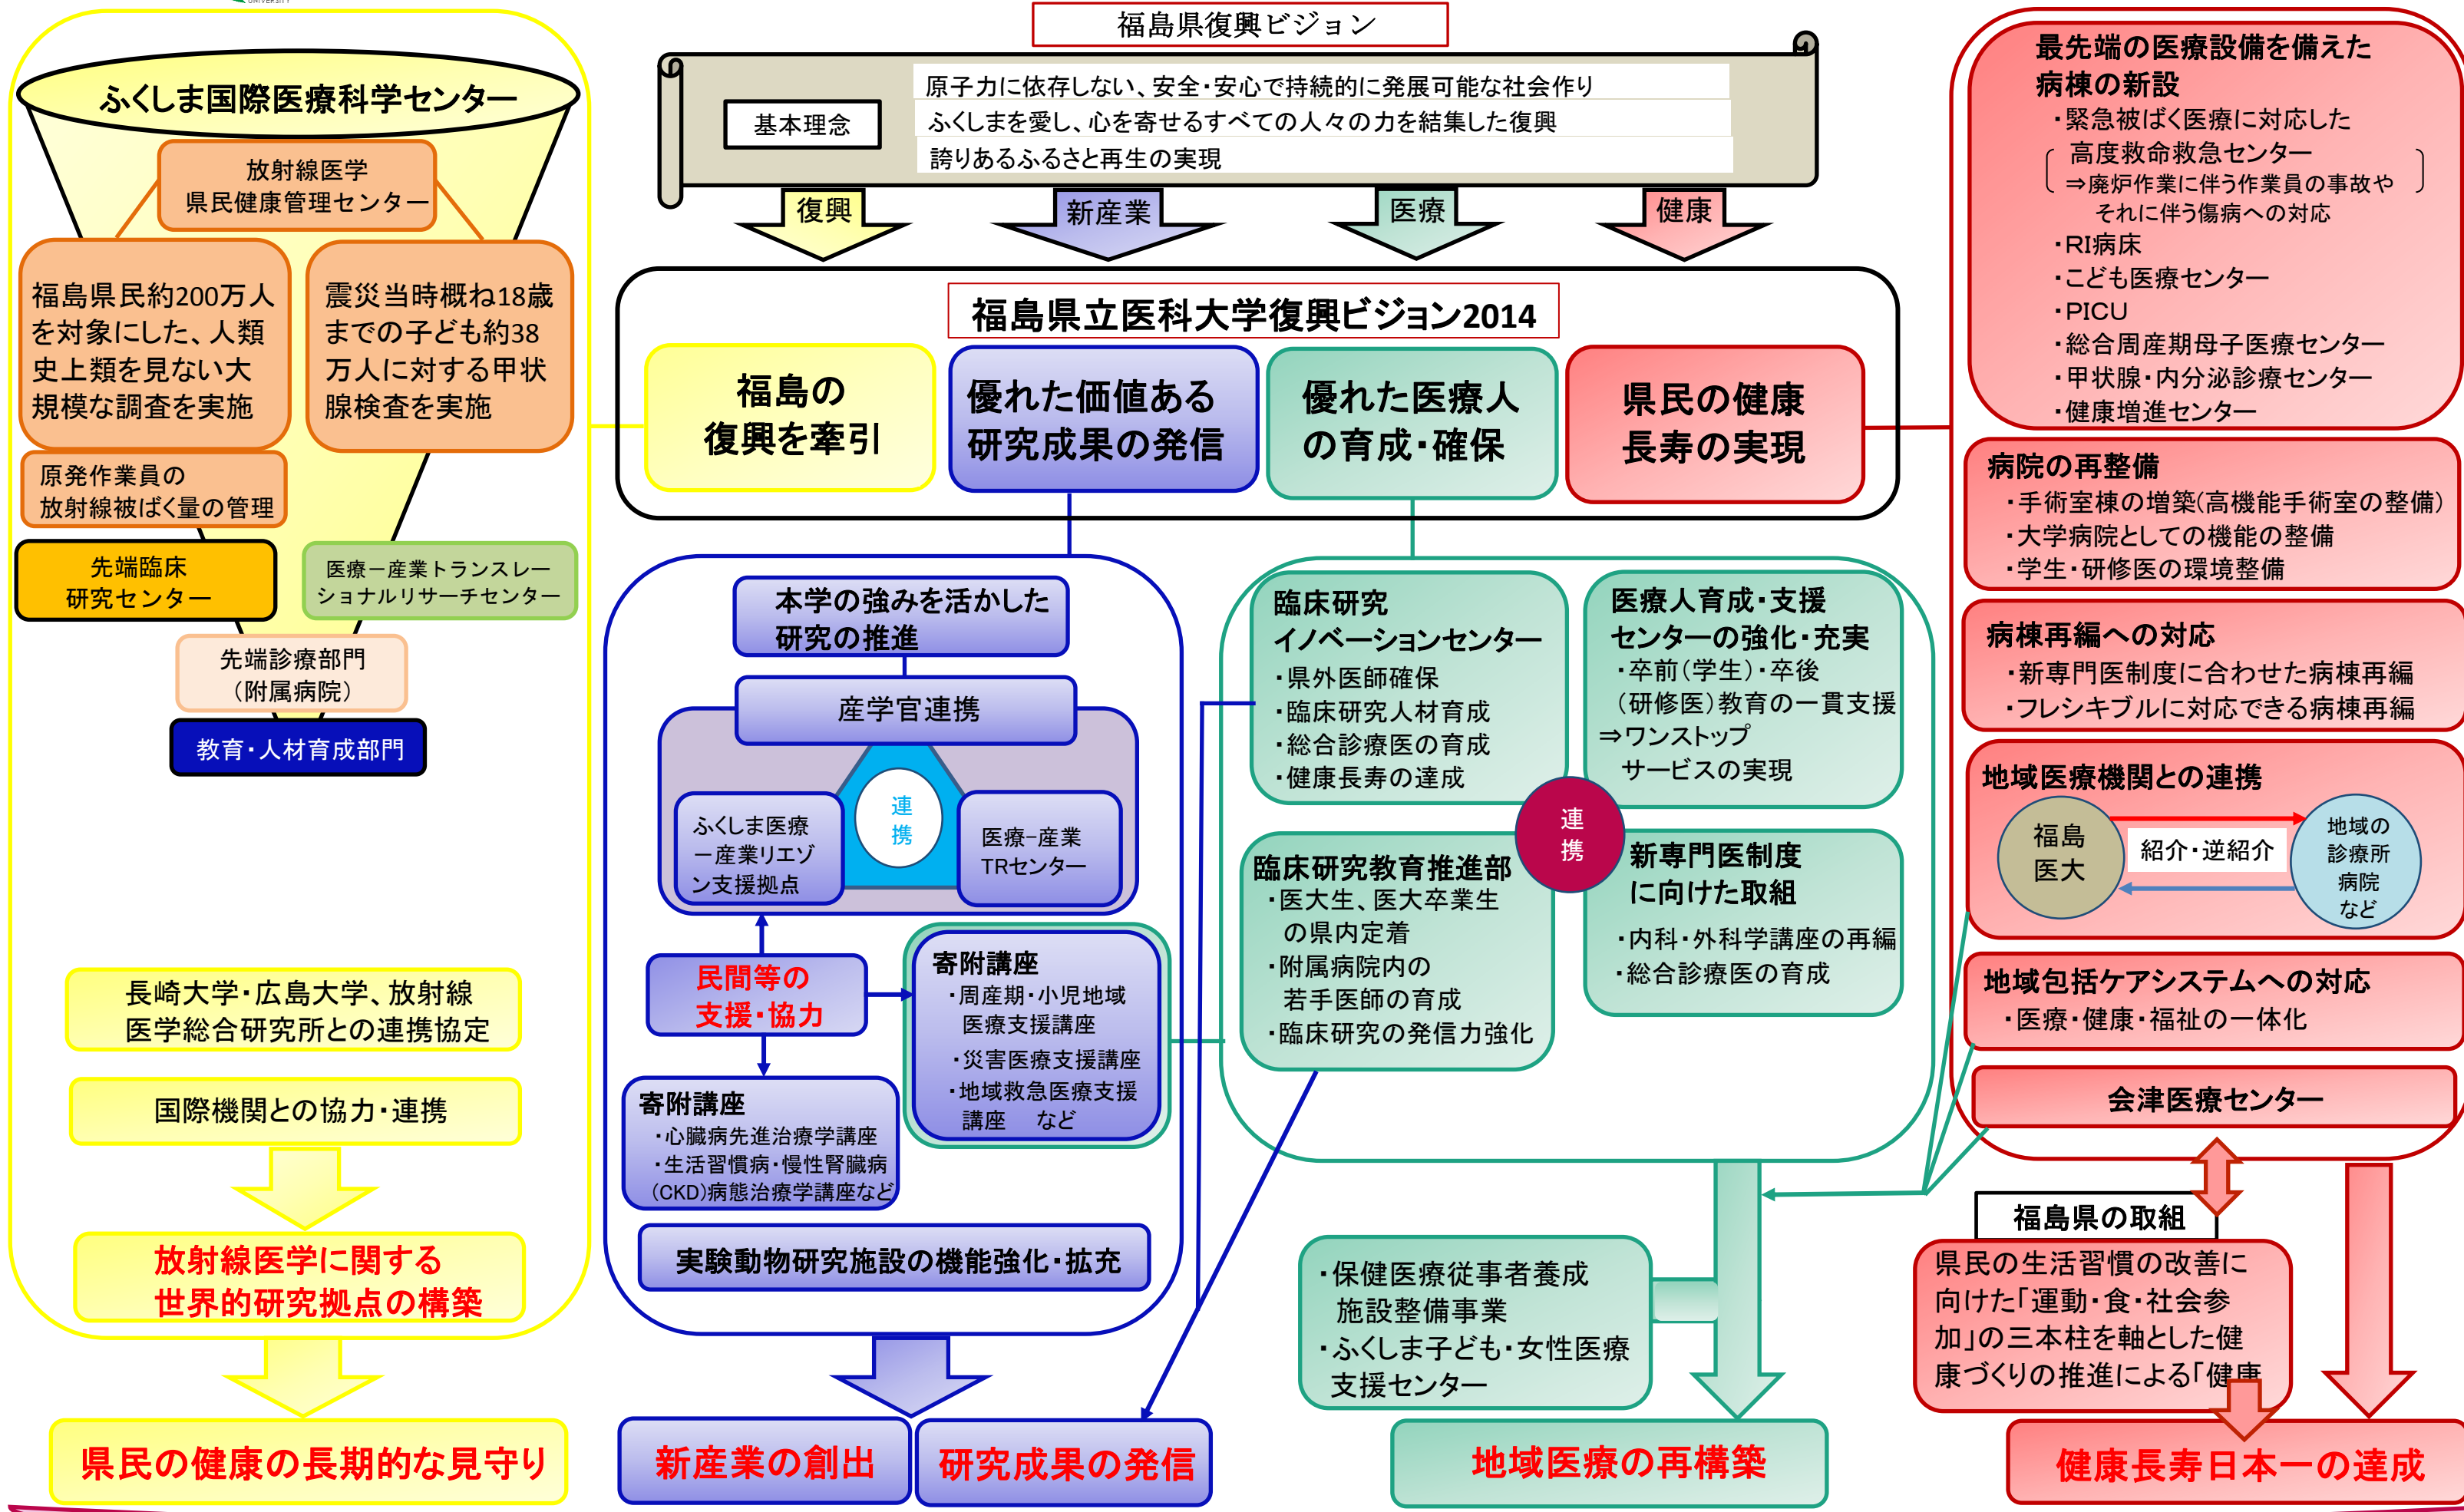 UNIVERSITY
福島県復興ビジョン
基本理念
原子力に依存しない、安全・安心で持続的に発展可能な社会作り
ふくしまを愛し、心を寄せるすべての人々の力を結集した復興
誇りあるふるさと再生の実現
復興
新産業
医療
健康
福島県立医科大学復興ビジョン2014
福島の
復興を牽引
優れた価値ある
研究成果の発信
優れた医療人
の育成・確保
県民の健康
長寿の実現
ふくしま国際医療科学センター
放射線医学
県民健康管理センター
福島県民約200万人
を対象にした、人類
史上類を見ない大
規模な調査を実施
震災当時概ね18歳
までの子ども約38
万人に対する甲状
腺検査を実施
原発作業員の
放射線被ばく量の管理
先端臨床
研究センター
医療－産業トランスレー
ショナルリサーチセンター
先端診療部門
（附属病院）
教育・人材育成部門
長崎大学・広島大学、放射線
医学総合研究所との連携協定
国際機関との協力・連携
放射線医学に関する
世界的研究拠点の構築
県民の健康の長期的な見守り
本学の強みを活かした
研究の推進
産学官連携
連
携
ふくしま医療
－産業リエゾ
ン支援拠点
医療−産業
TRセンター
民間等の
支援・協力
寄附講座
・周産期・小児地域
医療支援講座
・災害医療支援講座
・地域救急医療支援
講座　など
寄附講座
・心臓病先進治療学講座
・生活習慣病・慢性腎臓病
(CKD)病態治療学講座など
実験動物研究施設の機能強化・拡充
新産業の創出
研究成果の発信
臨床研究
イノベーションセンター
・県外医師確保
・臨床研究人材育成
・総合診療医の育成
・健康長寿の達成
医療人育成・支援
センターの強化・充実
・卒前(学生)・卒後
(研修医)教育の一貫支援
⇒ワンストップ
サービスの実現
連
携
臨床研究教育推進部
・医大生、医大卒業生
の県内定着
・附属病院内の
若手医師の育成
・臨床研究の発信力強化
新専門医制度
に向けた取組
・内科・外科学講座の再編
・総合診療医の育成
・保健医療従事者養成
施設整備事業
・ふくしま子ども・女性医療
支援センター
地域医療の再構築
最先端の医療設備を備えた
病棟の新設
・緊急被ばく医療に対応した
高度救命救急センター
⇒廃炉作業に伴う作業員の事故や
それに伴う傷病への対応
・RI病床
・こども医療センター
・PICU
・総合周産期母子医療センター
・甲状腺・内分泌診療センター
・健康増進センター
病院の再整備
・手術室棟の増築(高機能手術室の整備)
・大学病院としての機能の整備
・学生・研修医の環境整備
病棟再編への対応
・新専門医制度に合わせた病棟再編
・フレシキブルに対応できる病棟再編
地域医療機関との連携
福島
医大
紹介・逆紹介
地域の
診療所
病院
など
地域包括ケアシステムへの対応
・医療・健康・福祉の一体化
会津医療センター
福島県の取組
県民の生活習慣の改善に
向けた「運動・食・社会参
加」の三本柱を軸とした健
康づくりの推進による「健康
健康長寿日本一の達成